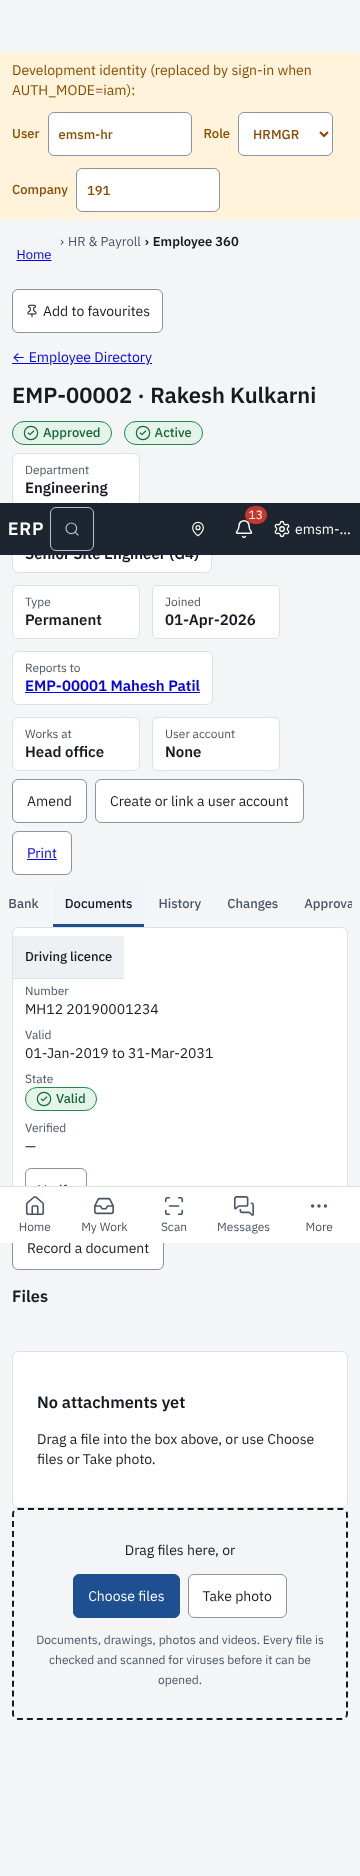 Development identity (replaced by sign-in when
AUTH_MODE=iam):
User emsm-hr Role HRMGR
Company 191
Home › HR & Payroll › Employee 360
Add to favourites
← Employee Directory
EMP-00002 · Rakesh Kulkarni
Approved Active
Department
Engineering
ERP 13 emsm-...
Senior Site Engineer (G4)
Type Joined
Permanent 01-Apr-2026
Reports to
EMP-00001 Mahesh Patil
Works at User account
Head office None
Amend Create or link a user account
Print
Bank Documents History Changes Approva
Driving licence
Number
MH12 20190001234
Valid
01-Jan-2019 to 31-Mar-2031
State
Valid
Verified
—
Home My Work Scan Messages More
Record a document
Files
No attachments yet
Drag a file into the box above, or use Choose
files or Take photo.
Drag files here, or
Choose files Take photo
Documents, drawings, photos and videos. Every file is
checked and scanned for viruses before it can be
opened.